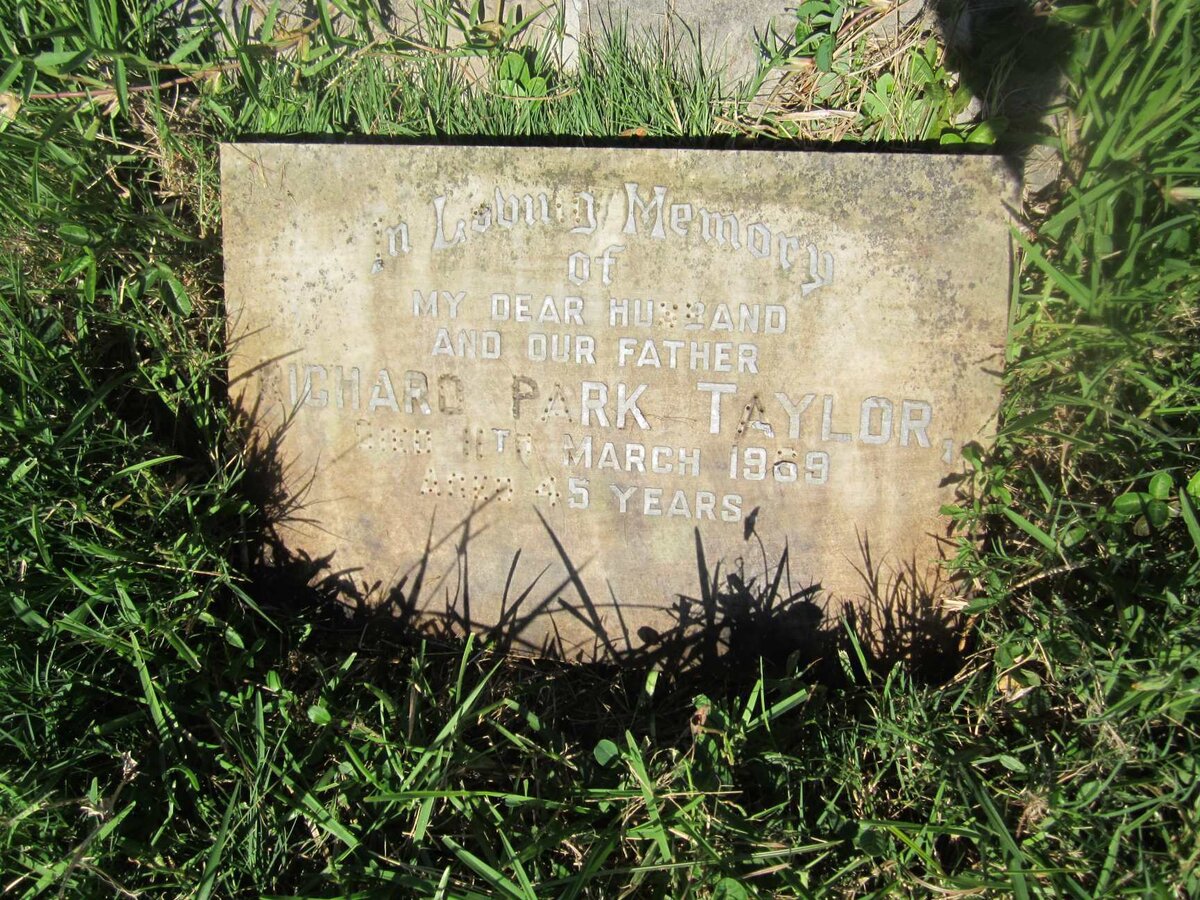 In Loving Memory
of
MY DEAR HUSBAND
AND OUR FATHER
RICHARD PARK TAYLOR,
DIED 11TH MARCH 1969
AGED 45 YEARS